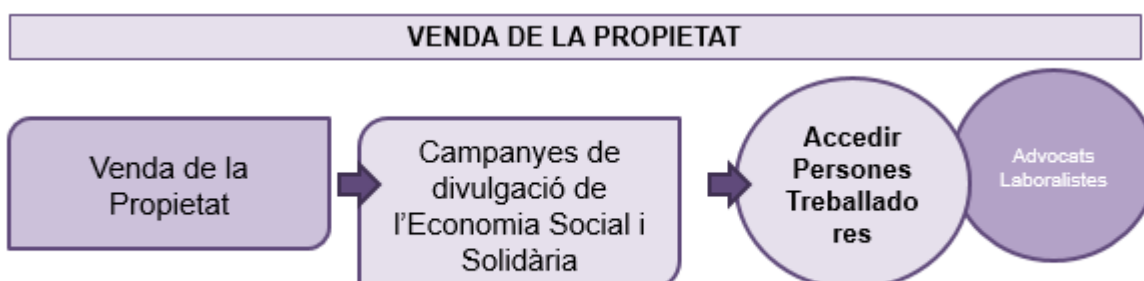 VENDA DE LA PROPIETAT
Venda de la
Propietat
Campanyes de
divulgació de
l'Economia Social i
Solidària
Accedir
Persones
Treballado
res
Advocats
Laboralistes